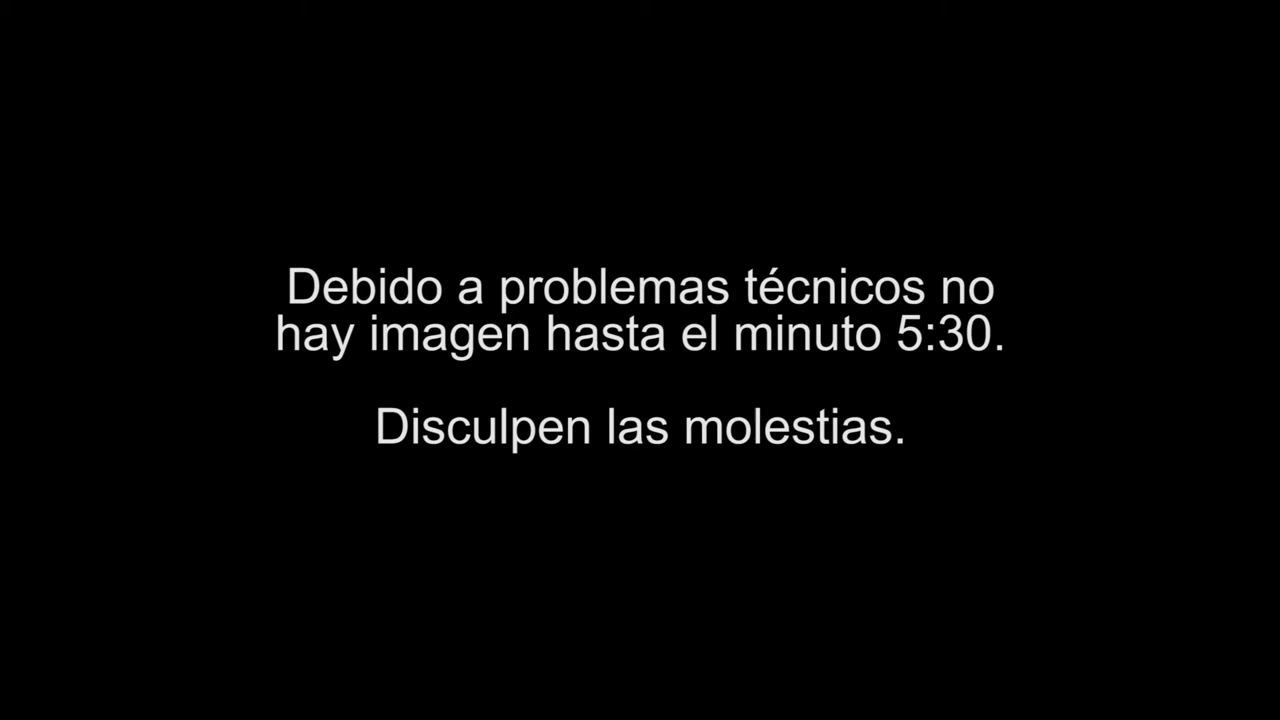 Debido a problemas técnicos no
hay imagen hasta el minuto 5:30.
Disculpen las molestias.